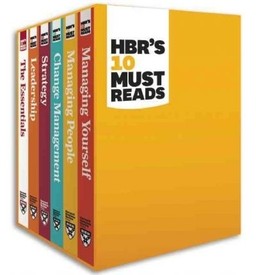 HBR'S
10
MUST
READS
The Essentials
Leadership
Strategy
Change Management
Managing People
Managing Yourself